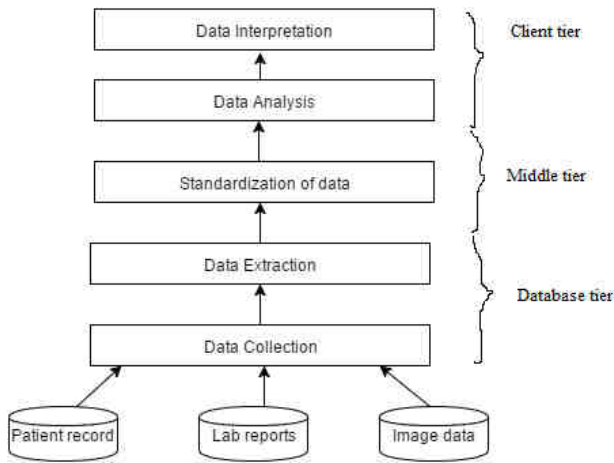 Data Interpretation
Client tier
Data Analysis
Standardization of data
Middle tier
Data Extraction
Database tier
Data Collection
Patient record
Lab reports
Image data